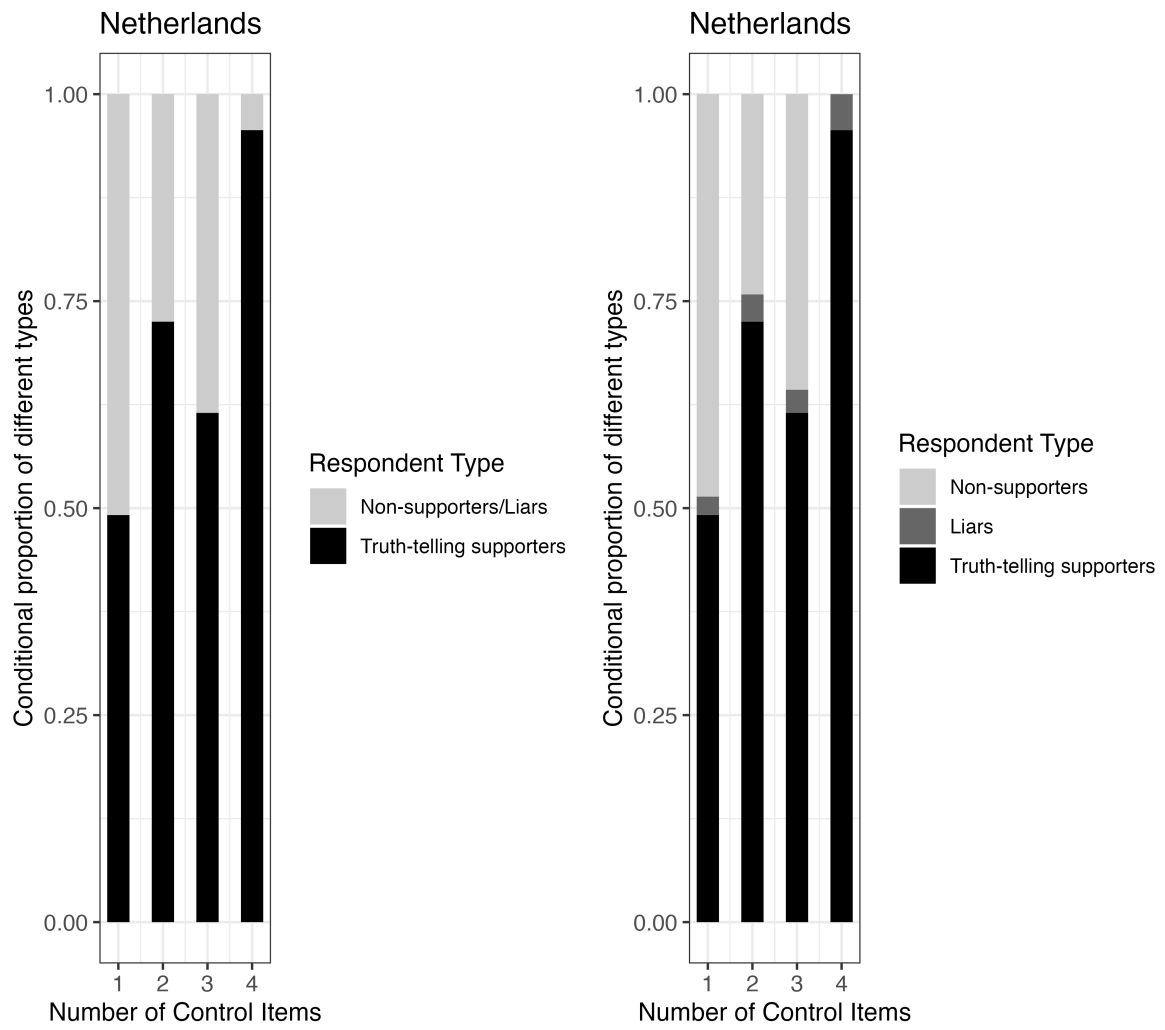 Netherlands
Conditional proportion of different types
1.00
0.75
0.50
0.25
0.00
1 2 3 4
Number of Control Items
Respondent Type
Non-supporters/Liars
Truth-telling supporters
Netherlands
Conditional proportion of different types
1.00
0.75
0.50
0.25
0.00
1 2 3 4
Number of Control Items
Respondent Type
Non-supporters
Liars
Truth-telling supporters